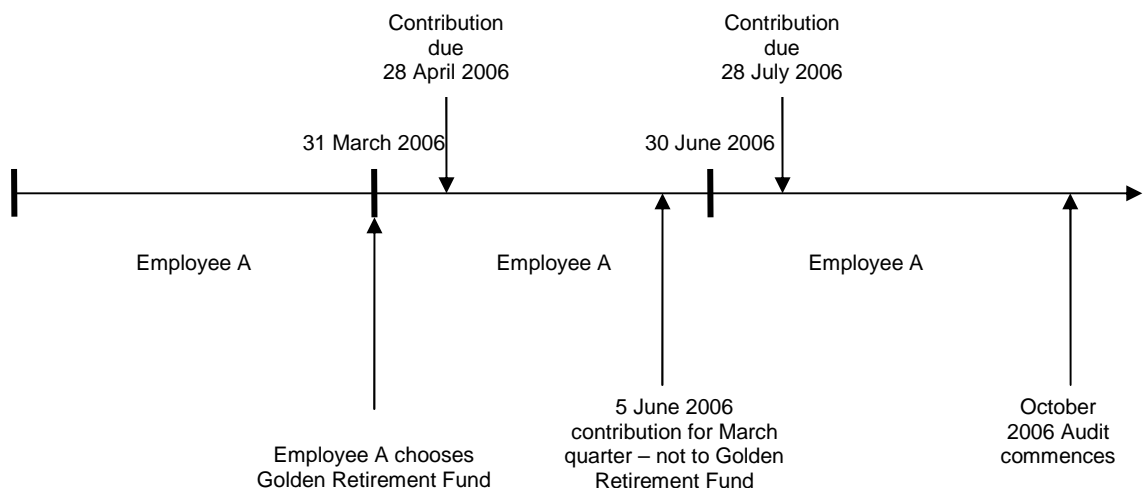 Contribution
due
28 April 2006
Contribution
due
28 July 2006
31 March 2006
30 June 2006
Employee A
Employee A
Employee A
Employee A chooses
Golden Retirement Fund
5 June 2006
contribution for March
quarter – not to Golden
Retirement Fund
October
2006 Audit
commences